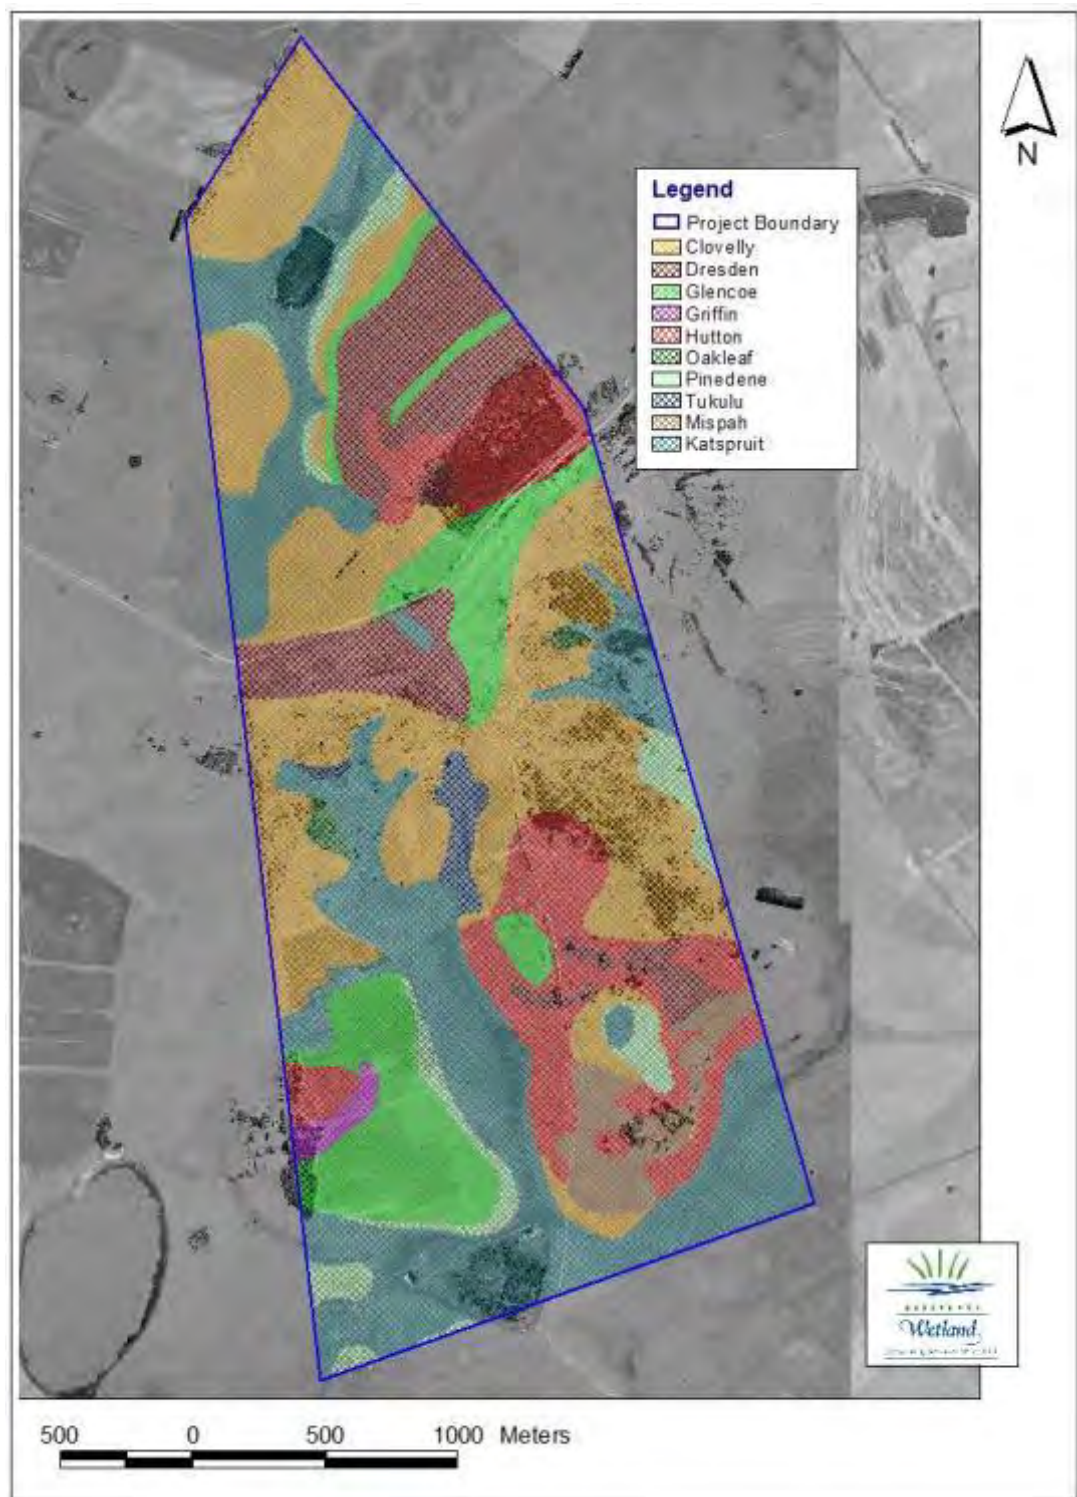 N
Legend
Project Boundary
Clovelly
Dresden
Glencoe
Griffin
Hutton
Oakleaf
Pinedene
Tukulu
Mispah
Katspruit
Wetland
500 0 500 1000 Meters